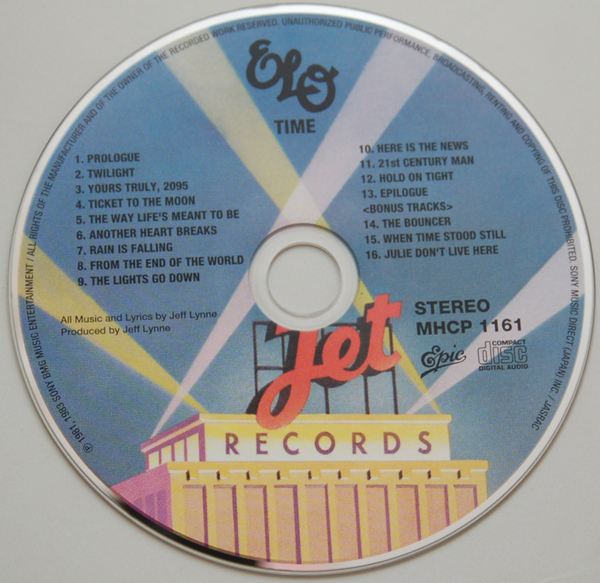 ELO
TIME
1. PROLOGUE
2. TWILIGHT
3. YOURS TRULY, 2095
4. TICKET TO THE MOON
5. THE WAY LIFE'S MEANT TO BE
6. ANOTHER HEART BREAKS
7. RAIN IS FALLING
8. FROM THE END OF THE WORLD
9. THE LIGHTS GO DOWN
10. HERE IS THE NEWS
11. 21st CENTURY MAN
12. HOLD ON TIGHT
13. EPILOGUE
<BONUS TRACKS>
14. THE BOUNCER
15. WHEN TIME STOOD STILL
16. JULIE DON'T LIVE HERE
All Music and Lyrics by Jeff Lynne
Produced by Jeff Lynne
STEREO
MHCP 1161
Epic
COMPACT
disc
DIGITAL AUDIO
Jet
RECORDS
℗ 1981, 1983 SONY BMG MUSIC ENTERTAINMENT / ALL RIGHTS OF THE MANUFACTURER AND OF THE OWNER OF THE RECORDED WORK RESERVED. UNAUTHORIZED PUBLIC PERFORMANCE, BROADCASTING, RENTING AND COPYING OF THIS DISC PROHIBITED. SONY MUSIC DIRECT (JAPAN) INC. / JASRAC